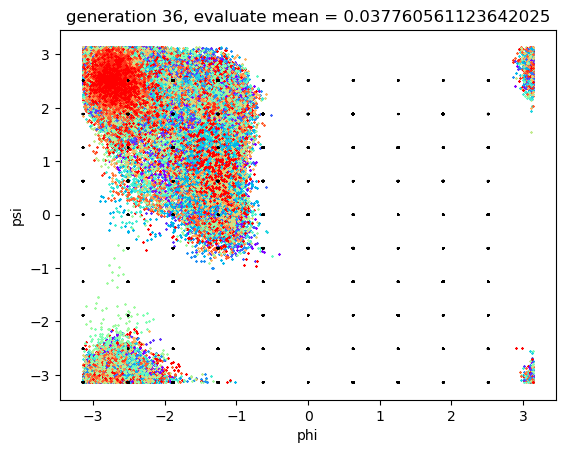 generation 36, evaluate mean = 0.037760561123642025
3
2
1
0
−1
−2
−3
psi
−3 −2 −1 0 1 2 3
phi